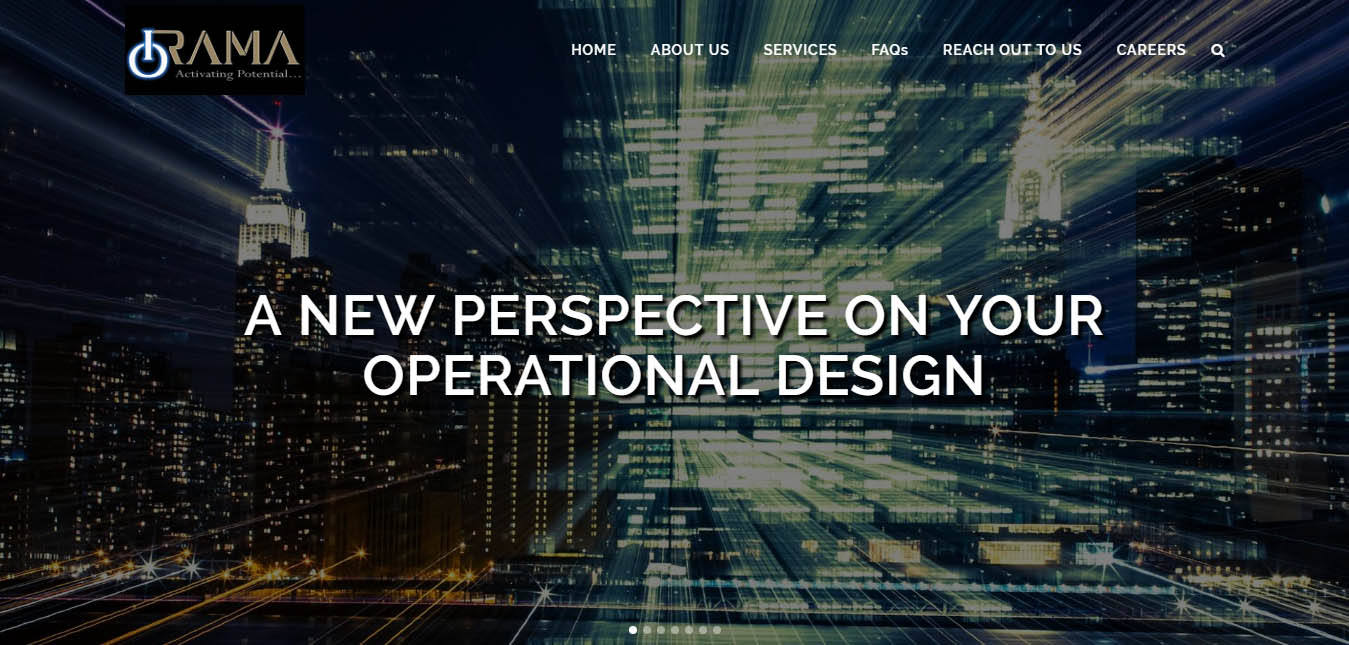 ORAMA
Activating Potential...
HOME
ABOUT US
SERVICES
FAQs
REACH OUT TO US
CAREERS
A NEW PERSPECTIVE ON YOUR
OPERATIONAL DESIGN